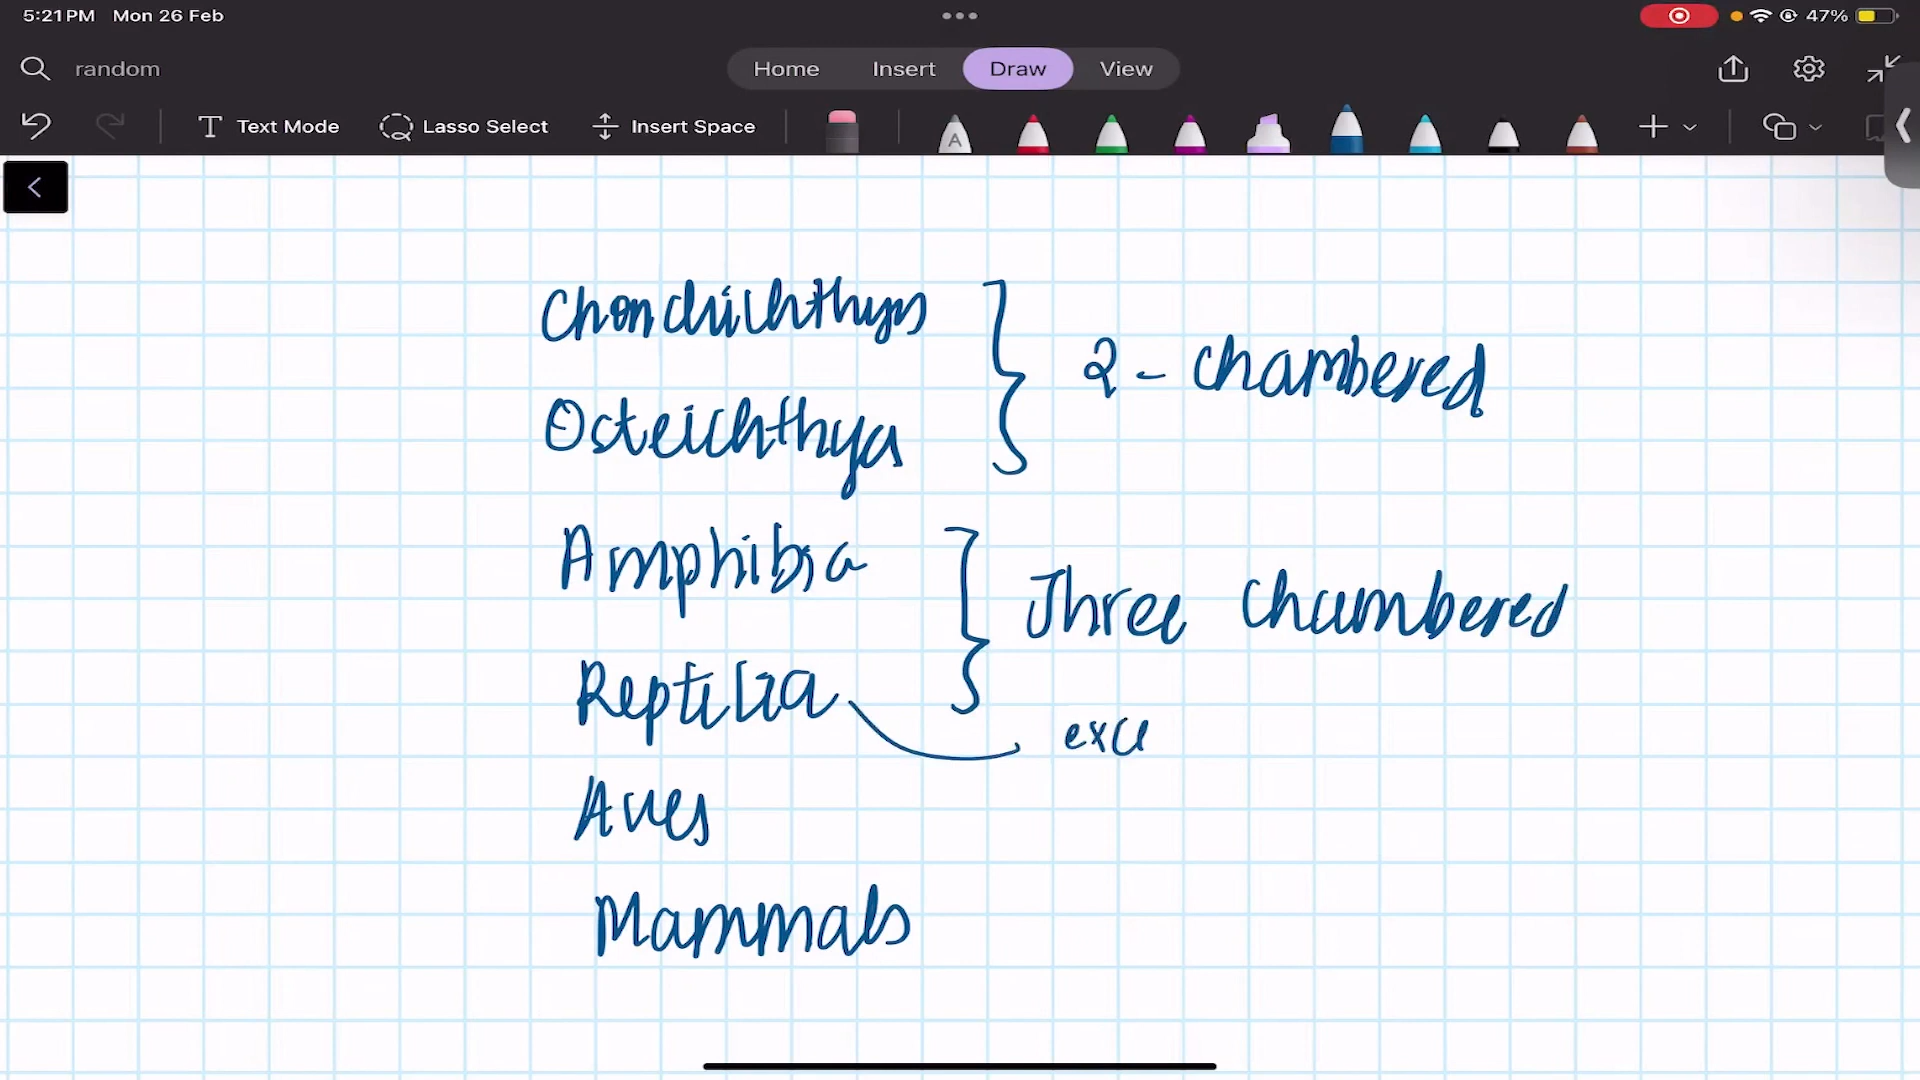 5:21 PM Mon 26 Feb
47%
random
Home Insert Draw View
Text Mode Lasso Select Insert Space
A
Chondrichthyes
2 - chambered
Osteichthyes
Amphibia
Three chambered
Reptilia
exce
Aves
Mammals